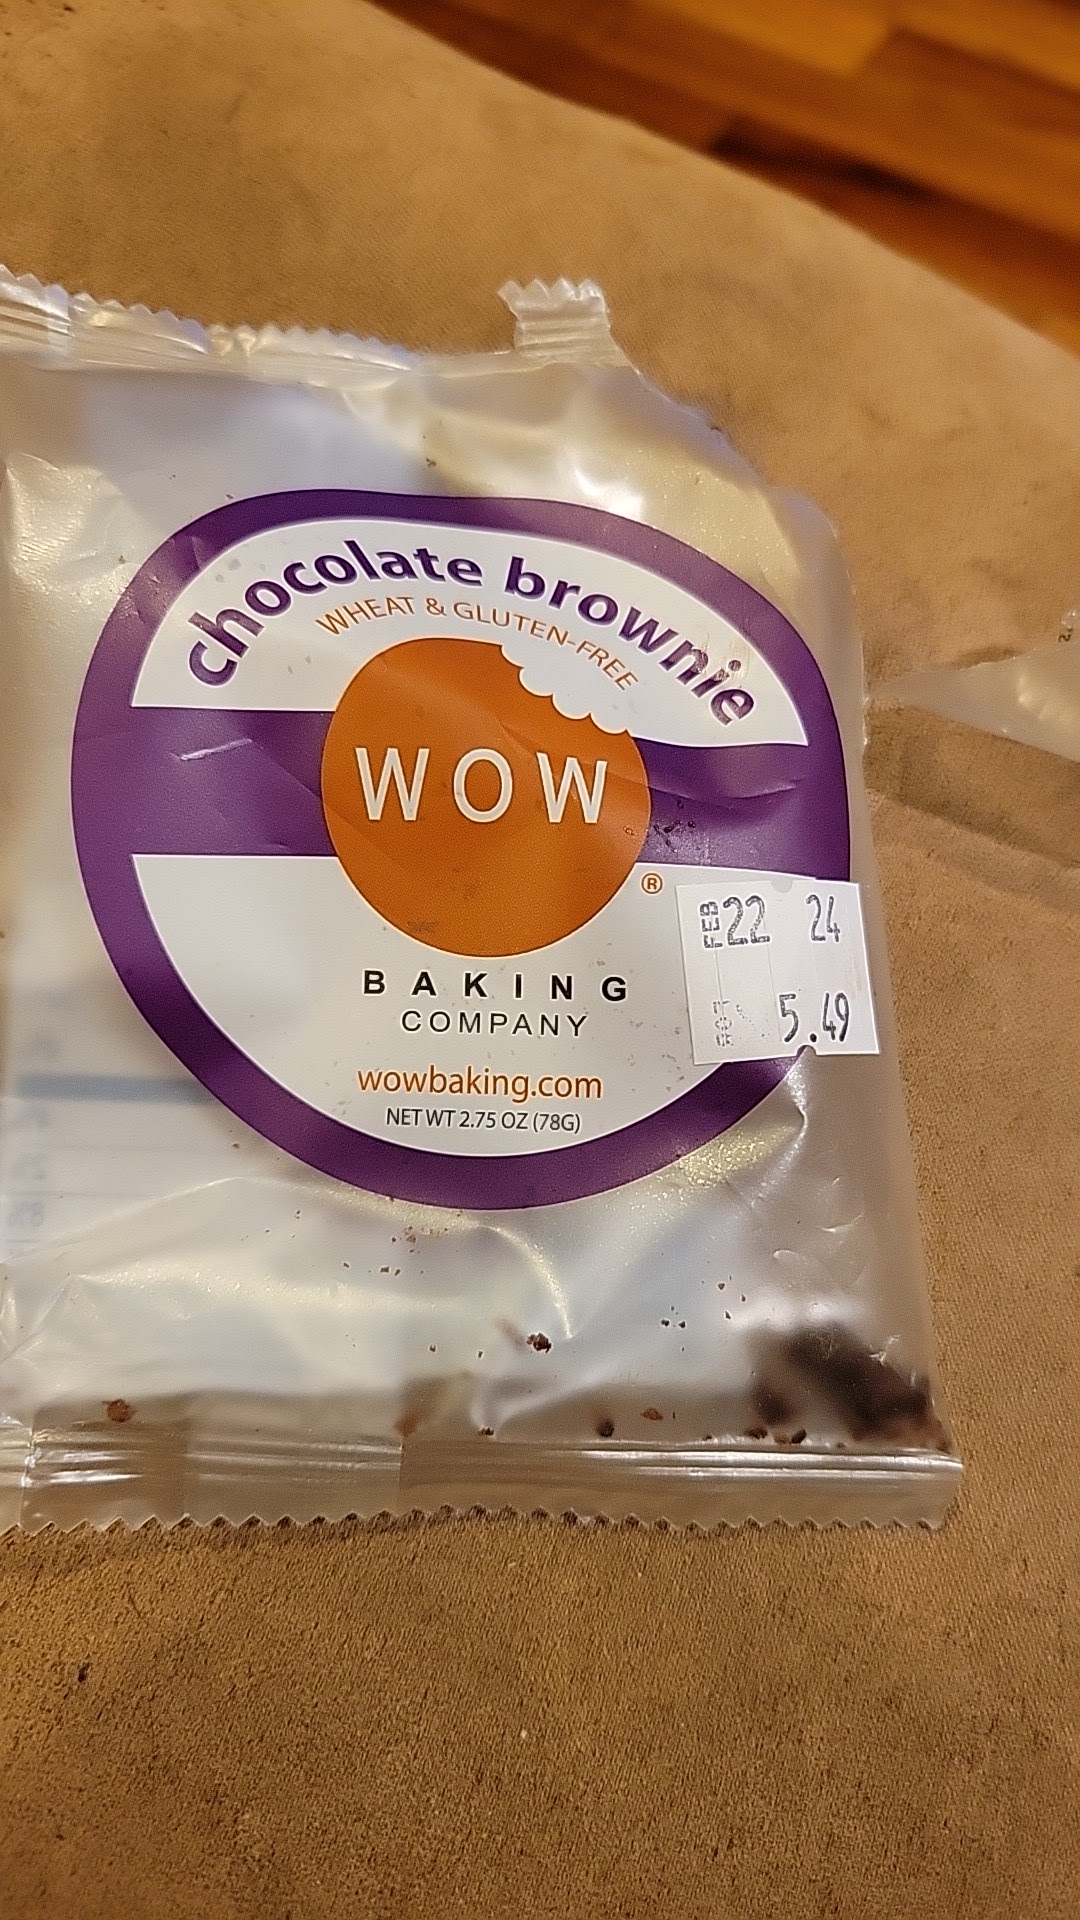 chocolate brownie
WHEAT & GLUTEN-FREE
WOW
®
BAKING
COMPANY
wowbaking.com
NET WT 2.75 OZ (78G)
FEB 22 24
5.49